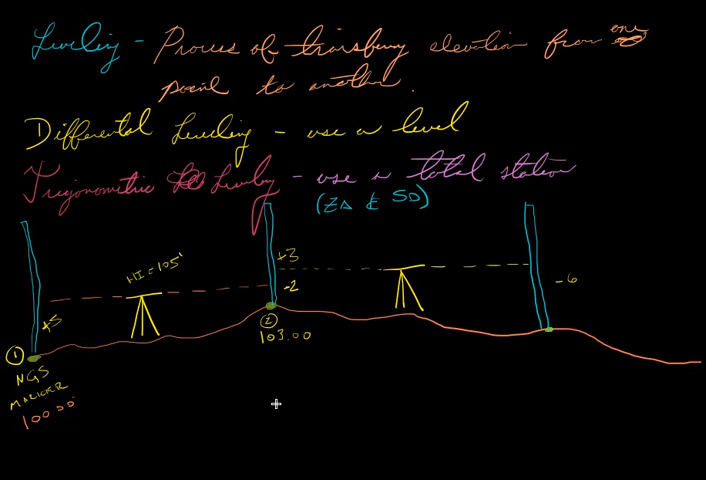 Leveling - Process of transferring elevation from one
point to another.
Differential Leveling - use a level
Trigonometric Leveling - use a total station
(Z∆ & SD)
HI = 105'
+3
-2
-6
+5
①
②
103.00
NGS
MARKER
100.00'